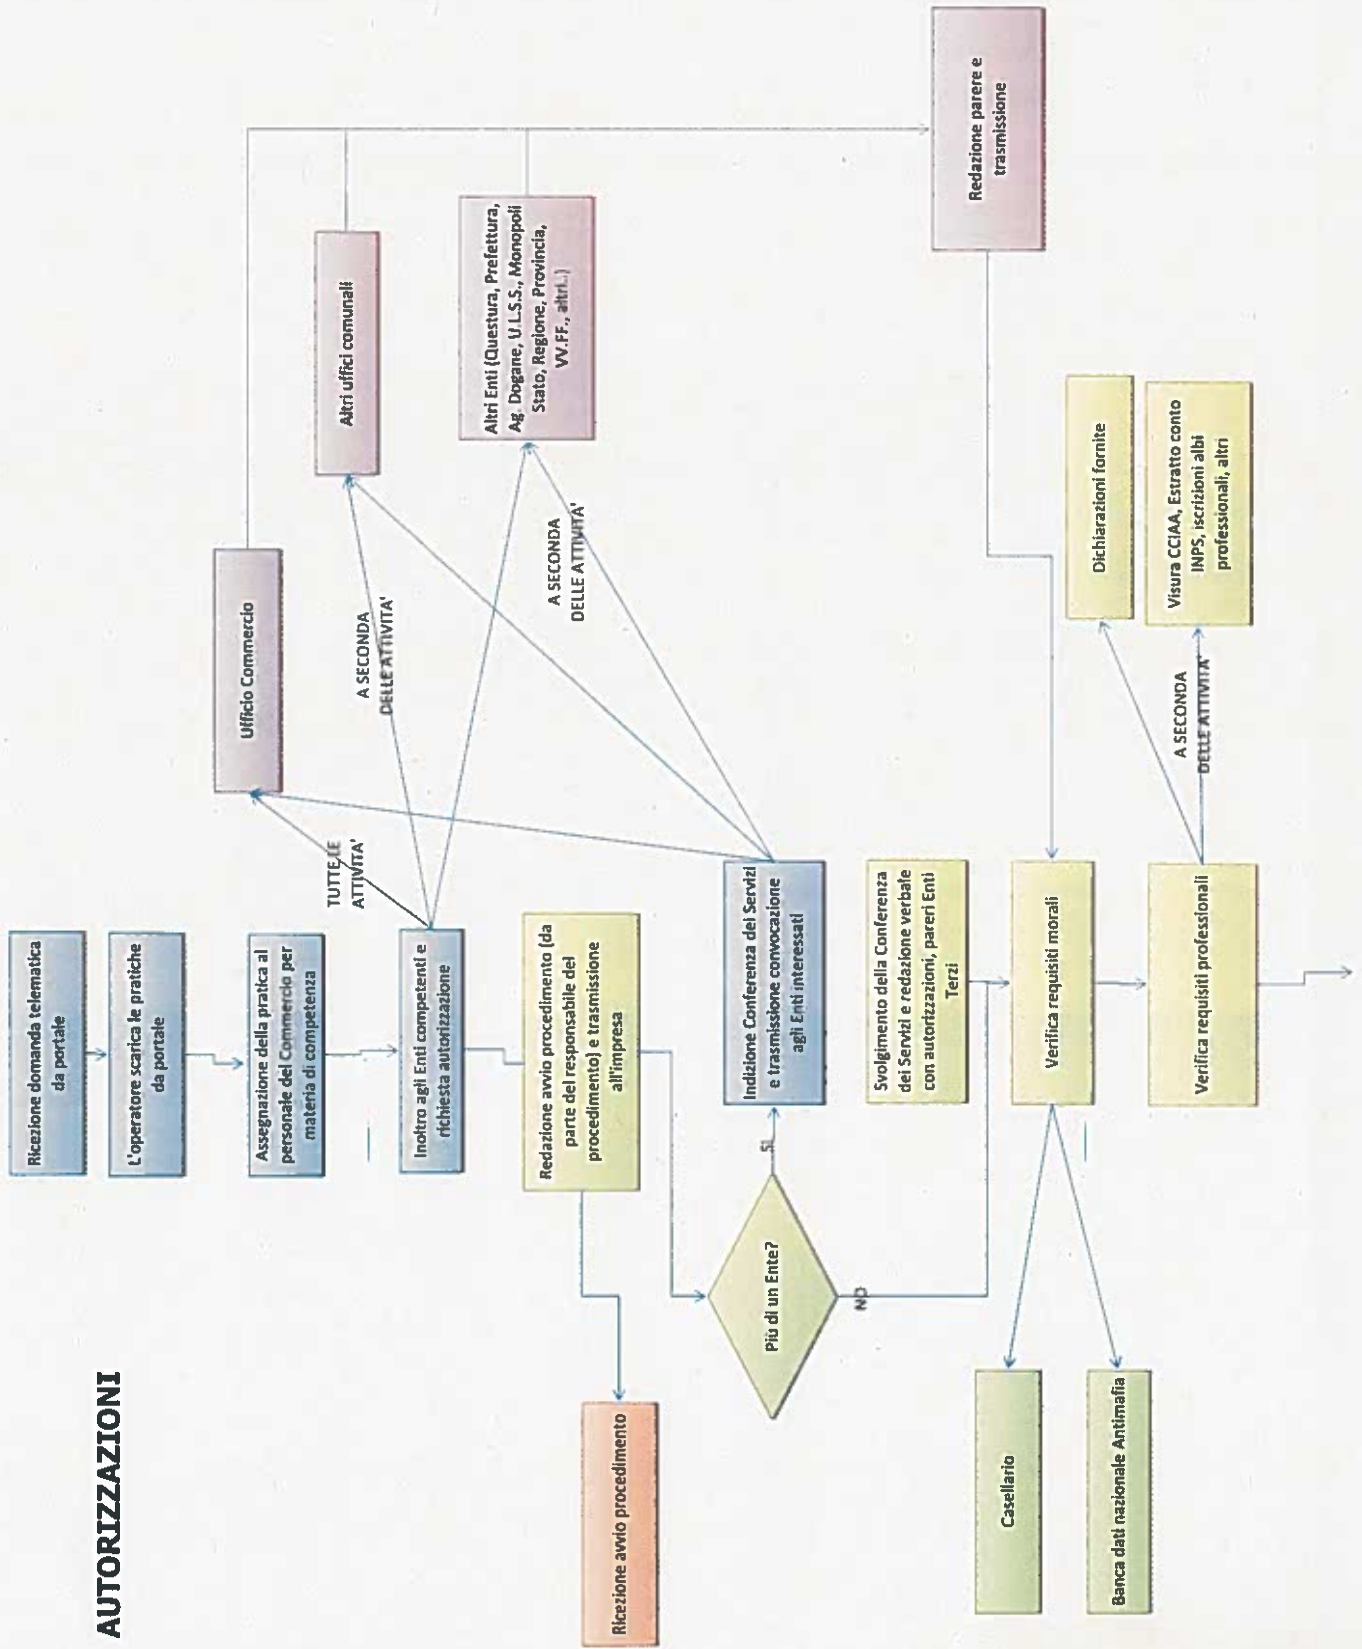 AUTORIZZAZIONI
Ricezione domanda telematica
da portale
L'operatore scarica le pratiche
da portale
Assegnazione della pratica al
personale del Commercio per
materia di competenza
Inoltro agli Enti competenti e
richiesta autorizzazione
TUTTE LE
ATTIVITA'
A SECONDA
DELLE ATTIVITA'
A SECONDA
DELLE ATTIVITA'
Ufficio Commercio
Altri uffici comunali
Altri Enti (Questura, Prefettura,
Ag. Dogane, U.L.S.S., Monopoli
Stato, Regione, Provincia,
VV.FF., altri..)
Redazione avvio procedimento (da
parte del responsabile del
procedimento) e trasmissione
all'impresa
Ricezione avvio procedimento
Più di un Ente?
SI
NO
Indizione Conferenza dei Servizi
e trasmissione convocazione
agli Enti interessati
Svolgimento della Conferenza
dei Servizi e redazione verbale
con autorizzazioni, pareri Enti
Terzi
Redazione parere e
trasmissione
Verifica requisiti morali
Casellario
Banca dati nazionale Antimafia
Verifica requisiti professionali
A SECONDA
DELLE ATTIVITA'
Dichiarazioni fornite
Visura CCIAA, Estratto conto
INPS, iscrizioni albi
professionali, altri